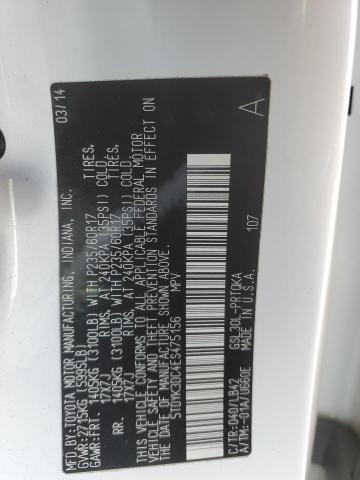 MFD.BY:TOYOTA MOTOR MANUFACTURING, INDIANA, INC. 03/14
GVWR:2715KG (5995LB)
GAWR:FRT. 1405KG (3100LB) WITH P235/60R17 TIRES,
17X7J RIMS, AT 240KPA (35PSI) COLD
RR. 1405KG (3100LB) WITH P235/60R17 TIRES,
17X7J RIMS, AT 240KPA (35PSI) COLD
THIS VEHICLE CONFORMS TO ALL APPLICABLE FEDERAL MOTOR
VEHICLE SAFETY, BUMPER, AND THEFT PREVENTION STANDARDS IN EFFECT ON
THE DATE OF MANUFACTURE SHOWN ABOVE.
5TDYK3DC4ES475156 MPV
A
107
C/TR:040/LB42 GSL30L-PRTQKA
A/TM:-01A/U660E MADE IN U.S.A.